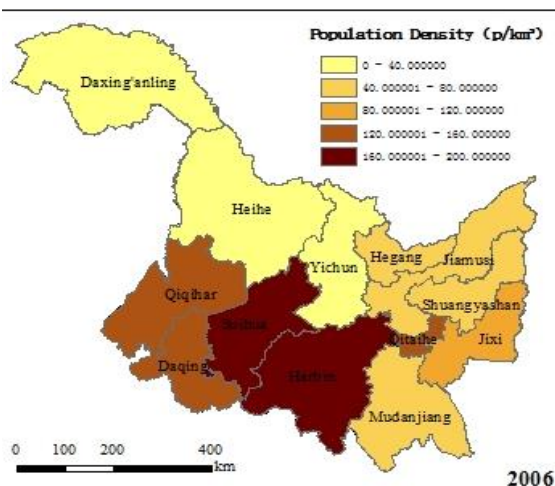 Population Density (p/km²)
0 - 40.000000
40.000001 - 80.000000
80.000001 - 120.000000
120.000001 - 160.000000
160.000001 - 200.000000
Daxing'anling
Heihe
Yichun
Hegang
Jiamusi
Qiqihar
Shuangyashan
Suihua
Qitaihe
Jixi
Daqing
Harbin
Mudanjiang
0 100 200 400
km
2006